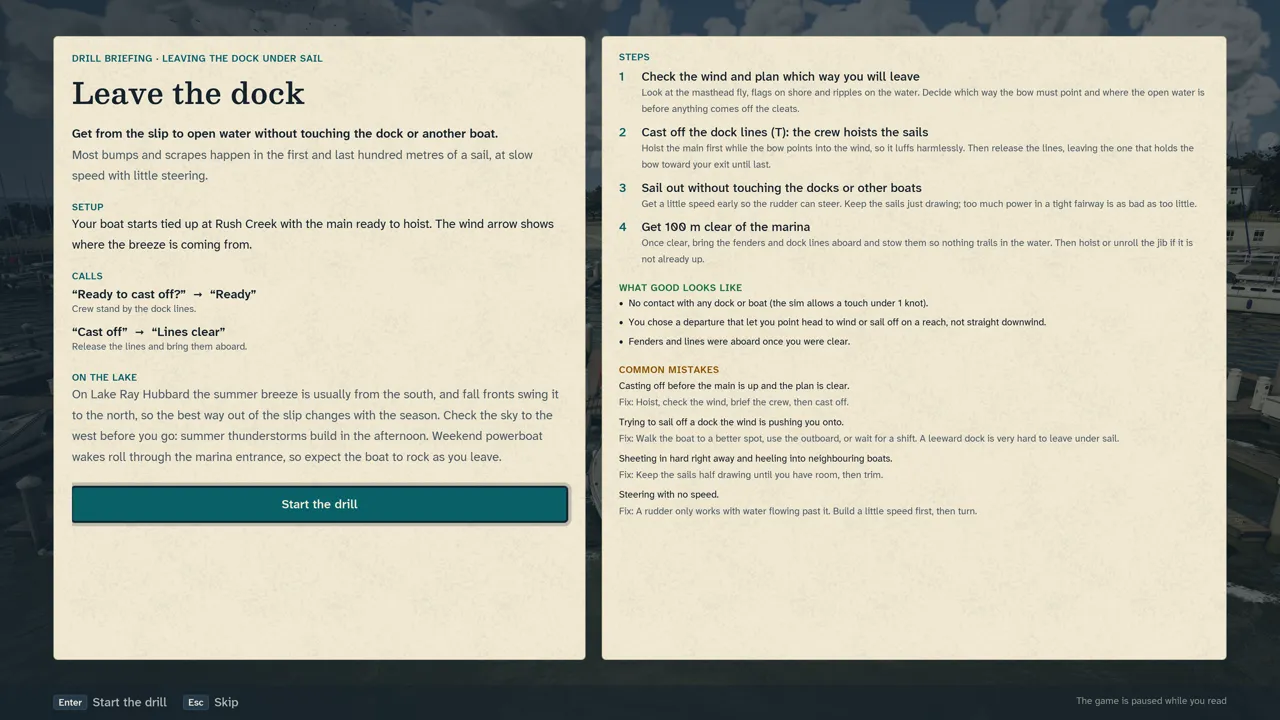 DRILL BRIEFING · LEAVING THE DOCK UNDER SAIL
Leave the dock
Get from the slip to open water without touching the dock or another boat.
Most bumps and scrapes happen in the first and last hundred metres of a sail, at slow
speed with little steering.
SETUP
Your boat starts tied up at Rush Creek with the main ready to hoist. The wind arrow shows
where the breeze is coming from.
CALLS
“Ready to cast off?” → “Ready”
Crew stand by the dock lines.
“Cast off” → “Lines clear”
Release the lines and bring them aboard.
ON THE LAKE
On Lake Ray Hubbard the summer breeze is usually from the south, and fall fronts swing it
to the north, so the best way out of the slip changes with the season. Check the sky to the
west before you go: summer thunderstorms build in the afternoon. Weekend powerboat
wakes roll through the marina entrance, so expect the boat to rock as you leave.
Start the drill
STEPS
1 Check the wind and plan which way you will leave
Look at the masthead fly, flags on shore and ripples on the water. Decide which way the bow must point and where the open water is
before anything comes off the cleats.
2 Cast off the dock lines (T): the crew hoists the sails
Hoist the main first while the bow points into the wind, so it luffs harmlessly. Then release the lines, leaving the one that holds the
bow toward your exit until last.
3 Sail out without touching the docks or other boats
Get a little speed early so the rudder can steer. Keep the sails just drawing; too much power in a tight fairway is as bad as too little.
4 Get 100 m clear of the marina
Once clear, bring the fenders and dock lines aboard and stow them so nothing trails in the water. Then hoist or unroll the jib if it is
not already up.
WHAT GOOD LOOKS LIKE
• No contact with any dock or boat (the sim allows a touch under 1 knot).
• You chose a departure that let you point head to wind or sail off on a reach, not straight downwind.
• Fenders and lines were aboard once you were clear.
COMMON MISTAKES
Casting off before the main is up and the plan is clear.
Fix: Hoist, check the wind, brief the crew, then cast off.
Trying to sail off a dock the wind is pushing you onto.
Fix: Walk the boat to a better spot, use the outboard, or wait for a shift. A leeward dock is very hard to leave under sail.
Sheeting in hard right away and heeling into neighbouring boats.
Fix: Keep the sails half drawing until you have room, then trim.
Steering with no speed.
Fix: A rudder only works with water flowing past it. Build a little speed first, then turn.
Enter Start the drill Esc Skip
The game is paused while you read